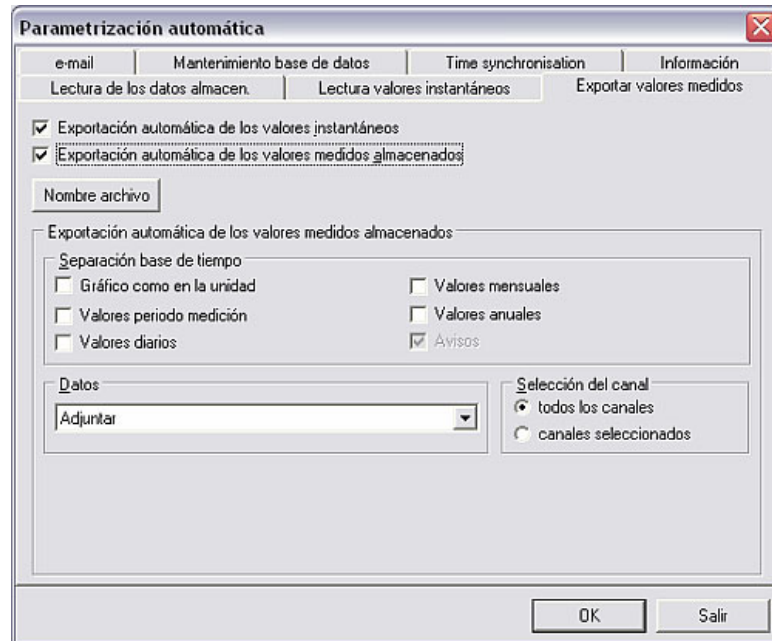 Parametrización automática
e-mail
Mantenimiento base de datos
Time synchronisation
Información
Lectura de los datos almacen.
Lectura valores instantáneos
Exportar valores medidos
Exportación automática de los valores instantáneos
Exportación automática de los valores medidos almacenados
Nombre archivo
Exportación automática de los valores medidos almacenados
Separación base de tiempo
Gráfico como en la unidad
Valores mensuales
Valores periodo medición
Valores anuales
Valores diarios
Avisos
Datos
Selección del canal
Adjuntar
todos los canales
canales seleccionados
OK
Salir